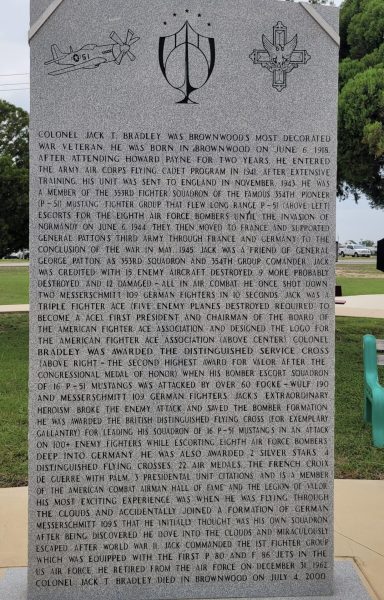 COLONEL JACK T. BRADLEY WAS BROWNWOOD'S MOST DECORATED
WAR VETERAN. HE WAS BORN IN BROWNWOOD ON JUNE 6, 1918.
AFTER ATTENDING HOWARD PAYNE FOR TWO YEARS, HE ENTERED
THE ARMY AIR CORPS FLYING CADET PROGRAM IN 1941. AFTER EXTENSIVE
TRAINING, HIS UNIT WAS SENT TO ENGLAND IN NOVEMBER, 1943. HE WAS
A MEMBER OF THE 353RD FIGHTER SQUADRON OF THE FAMOUS 354TH PIONEER
(P-51) MUSTANG FIGHTER GROUP THAT FLEW LONG RANGE P-51 (ABOVE LEFT)
ESCORTS FOR THE EIGHTH AIR FORCE BOMBERS UNTIL THE INVASION OF
NORMANDY ON JUNE 6, 1944. THEY THEN MOVED TO FRANCE AND SUPPORTED
GENERAL PATTON'S THIRD ARMY THROUGH FRANCE AND GERMANY TO THE
CONCLUSION OF THE WAR IN MAY, 1945. JACK WAS A FRIEND OF GENERAL
GEORGE PATTON AS 353RD SQUADRON AND 354TH GROUP COMANDER. JACK
WAS CREDITED WITH 15 ENEMY AIRCRAFT DESTROYED, 9 MORE PROBABLY
DESTROYED, AND 12 DAMAGED - ALL IN AIR COMBAT. HE ONCE SHOT DOWN
TWO MESSERSCHMITT 109 GERMAN FIGHTERS IN 10 SECONDS. JACK WAS A
TRIPLE FIGHTER ACE (FIVE ENEMY PLANES DESTROYED REQUIRED TO
BECOME A ACE), FIRST PRESIDENT AND CHAIRMAN OF THE BOARD OF
THE AMERICAN FIGHTER ACE ASSOCIATION AND DESIGNED THE LOGO FOR
THE AMERICAN FIGHTER ACE ASSOCIATION (ABOVE CENTER) COLONEL
BRADLEY WAS AWARDED THE DISTINGUISHED SERVICE CROSS
(ABOVE RIGHT - THE SECOND HIGHEST AWARD FOR VALOR AFTER THE
CONGRESSIONAL MEDAL OF HONOR) WHEN HIS BOMBER ESCORT SQUADRON
OF 16 P-51 MUSTANGS WAS ATTACKED BY OVER 60 FOCKE-WULF 190
AND MESSERSCHMITT 109 GERMAN FIGHTERS. JACK'S EXTRAORDINARY
HEROISM BROKE THE ENEMY ATTACK AND SAVED THE BOMBER FORMATION.
HE WAS AWARDED THE BRITISH DISTINGUISHED FLYING CROSS (FOR EXEMPLARY
GALLANTRY) FOR LEADING HIS SQUADRON OF 16 P-51 MUSTANGS IN AN ATTACK
ON 100+ ENEMY FIGHTERS WHILE ESCORTING EIGHTH AIR FORCE BOMBERS
DEEP INTO GERMANY. HE WAS ALSO AWARDED 2 SILVER STARS, 4
DISTINGUISHED FLYING CROSSES, 22 AIR MEDALS, THE FRENCH CROIX
DE GUERRE WITH PALM, 3 PRESIDENTIAL UNIT CITATIONS, AND IS A MEMBER
OF THE AMERICAN COMBAT AIRMAN HALL OF FAME AND THE LEGION OF VALOR.
HIS MOST EXCITING EXPERIENCE WAS WHEN HE WAS FLYING THROUGH
THE CLOUDS AND ACCIDENTALLY JOINED A FORMATION OF GERMAN
MESSERSCHMITT 109'S THAT HE INITIALLY THOUGHT WAS HIS OWN SQUADRON.
AFTER BEING DISCOVERED HE DOVE INTO THE CLOUDS AND MIRACULOUSLY
ESCAPED. AFTER WORLD WAR II, JACK COMMANDED THE 1ST FIGHTER GROUP
WHICH WAS EQUIPPED WITH THE FIRST P 80 AND F 86 JETS IN THE
US AIR FORCE. HE RETIRED FROM THE AIR FORCE ON DECEMBER 31, 1962.
COLONEL JACK T. BRADLEY DIED IN BROWNWOOD ON JULY 4, 2000.